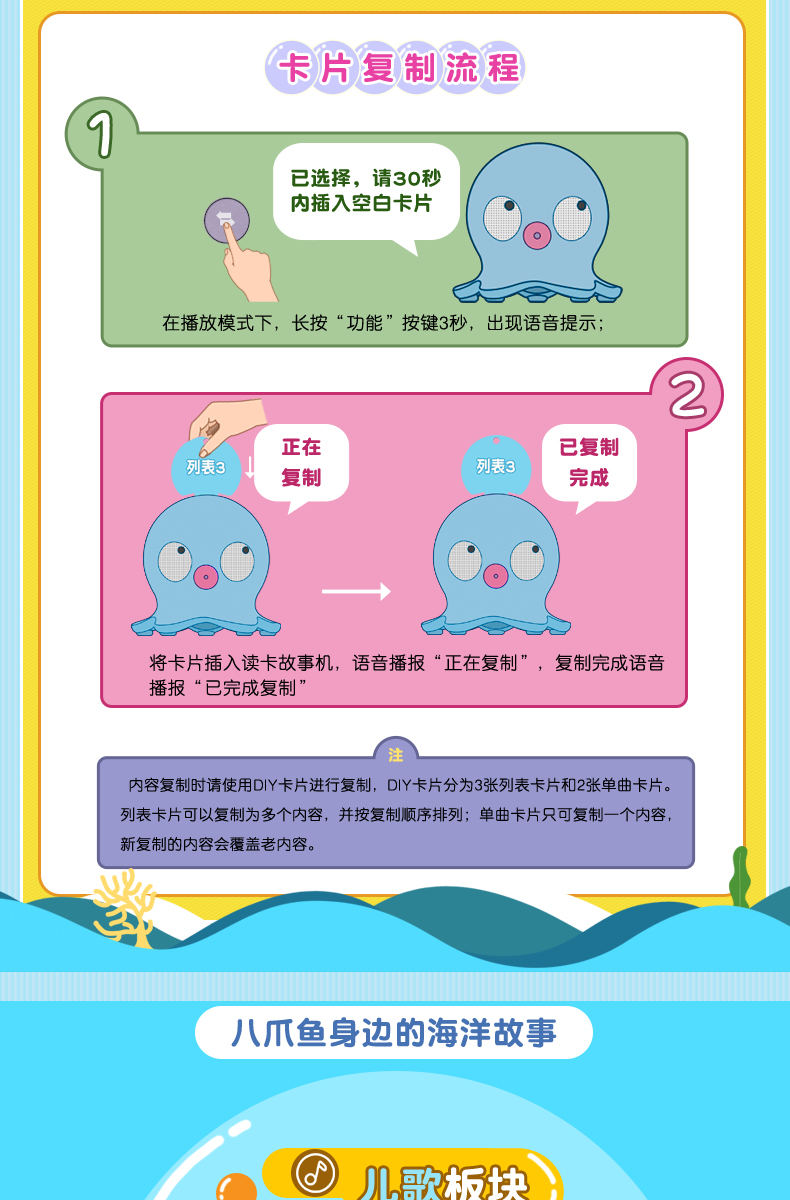 卡片复制流程
1
已选择，请30秒
内插入空白卡片
在播放模式下，长按“功能”按键3秒，出现语音提示；
2
列表3
正在
复制
列表3
已复制
完成
将卡片插入读卡故事机，语音播报“正在复制”，复制完成语音
播报“已完成复制”
注
内容复制时请使用DIY卡片进行复制，DIY卡片分为3张列表卡片和2张单曲卡片。
列表卡片可以复制为多个内容，并按复制顺序排列；单曲卡片只可复制一个内容，
新复制的内容会覆盖老内容。
八爪鱼身边的海洋故事
儿歌板块